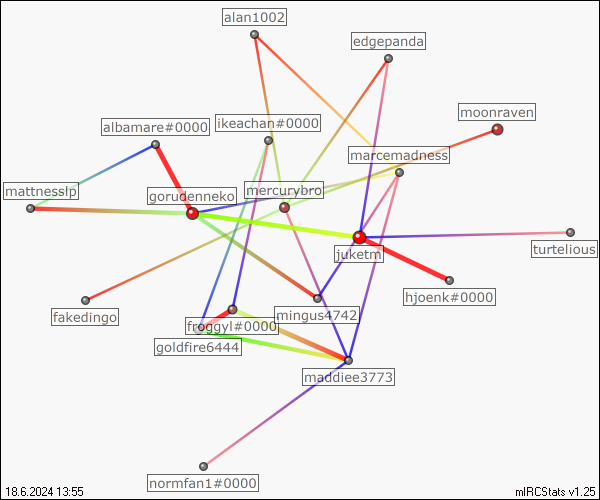 alan1002
edgepanda
moonraven
albamare#0000
ikeachan#0000
marcemadness
mattnesslp
gorudenneko
mercurybro
juketm
turtelious
hjoenk#0000
fakedingo
mingus4742
froggyl#0000
goldfire6444
maddiee3773
normfan1#0000
18.6.2024 13:55
mIRCStats v1.25